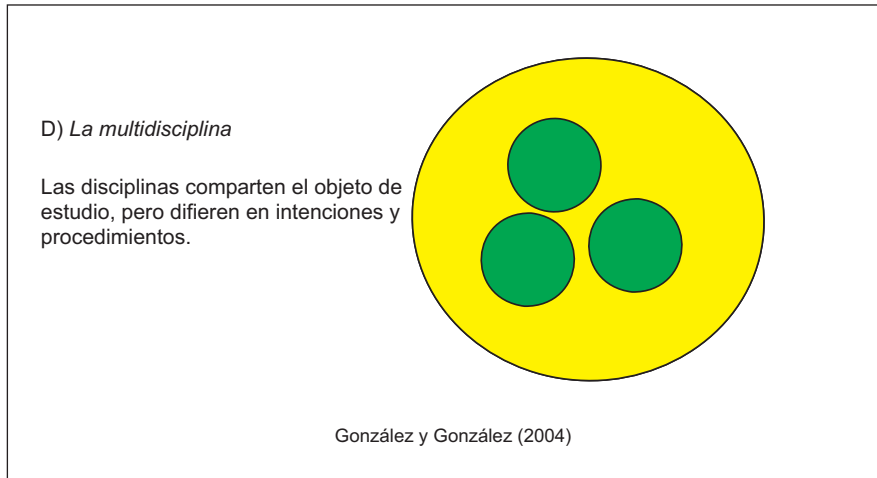 D) La multidisciplina
Las disciplinas comparten el objeto de
estudio, pero difieren en intenciones y
procedimientos.
González y González (2004)